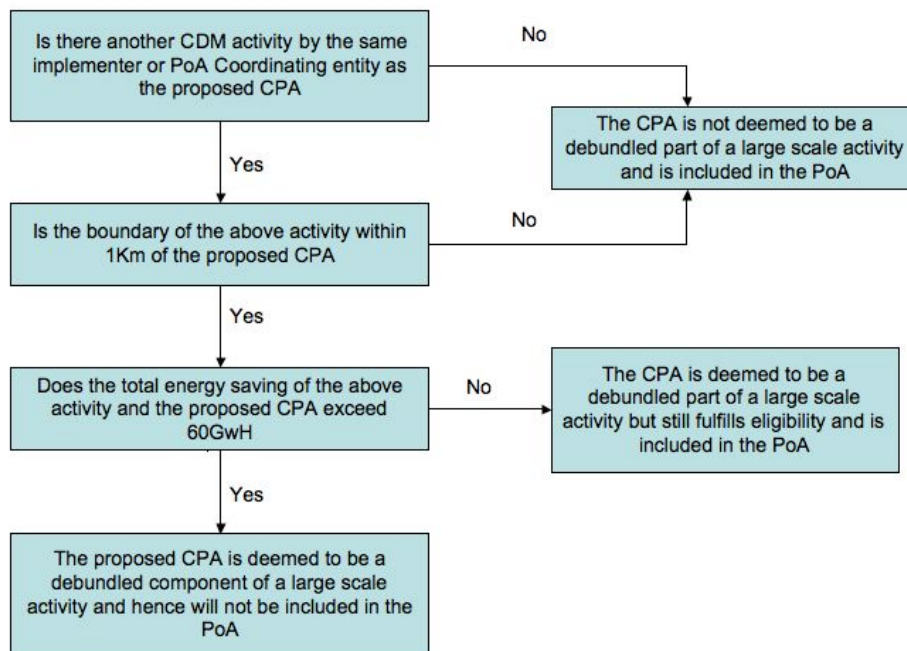 Is there another CDM activity by the same
implementer or PoA Coordinating entity as
the proposed CPA
No
The CPA is not deemed to be a
debundled part of a large scale activity
and is included in the PoA
Yes
Is the boundary of the above activity within
1Km of the proposed CPA
No
Yes
Does the total energy saving of the above
activity and the proposed CPA exceed
60GwH
No
The CPA is deemed to be a
debundled part of a large scale
activity but still fulfills eligibility and is
included in the PoA
Yes
The proposed CPA is deemed to be a
debundled component of a large scale
activity and hence will not be included in the
PoA